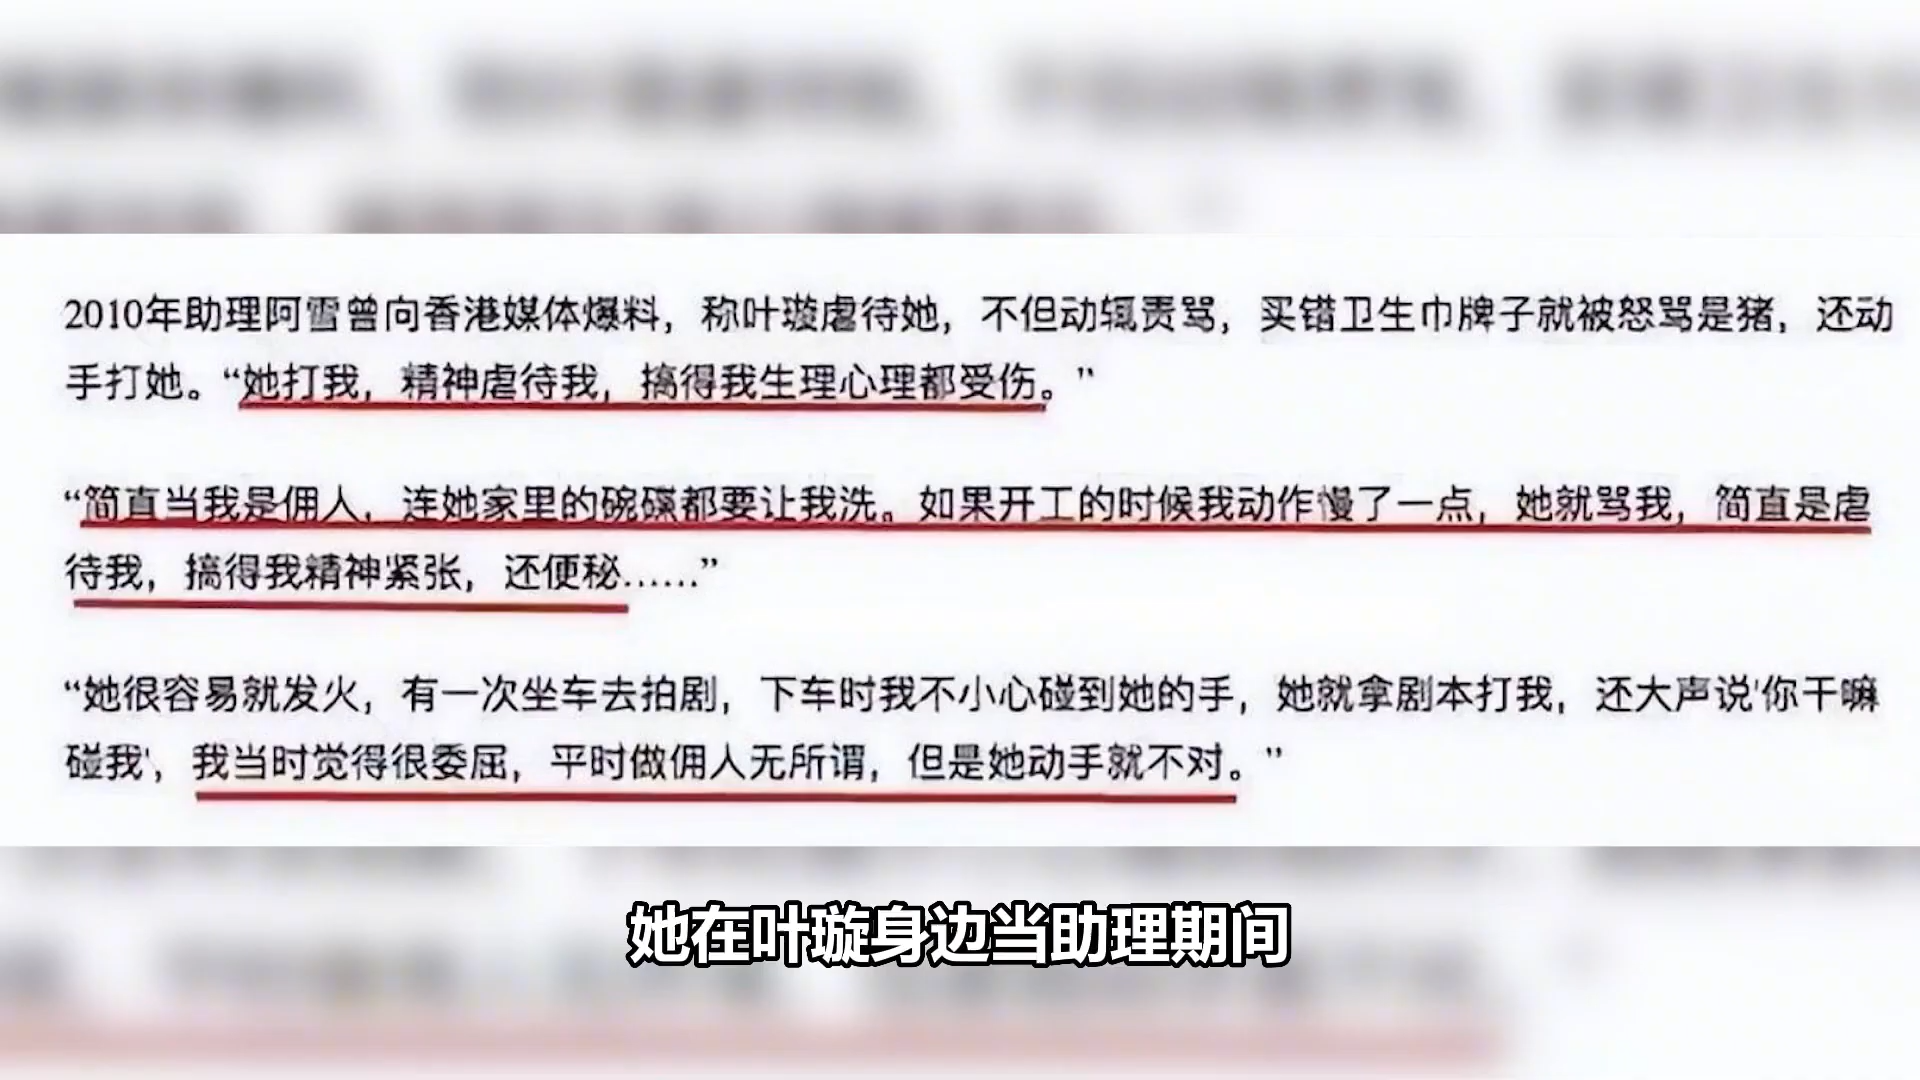 2010年助理阿雪曾向香港媒体爆料，称叶璇虐待她，不但动辄责骂，买错卫生巾牌子就被怒骂是猪，还动
手打她。“她打我，精神虐待我，搞得我生理心理都受伤。”
“简直当我是佣人，连她家里的碗碟都要让我洗。如果开工的时候我动作慢了一点，她就骂我，简直是虐
待我，搞得我精神紧张，还便秘……”
“她很容易就发火，有一次坐车去拍剧，下车时我不小心碰到她的手，她就拿剧本打我，还大声说'你干嘛
碰我'，我当时觉得很委屈，平时做佣人无所谓，但是她动手就不对。”
她在叶璇身边当助理期间